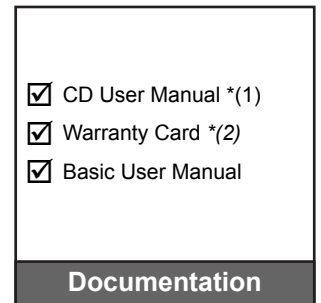 CD User Manual *(1)
Warranty Card *(2)
Basic User Manual
Documentation